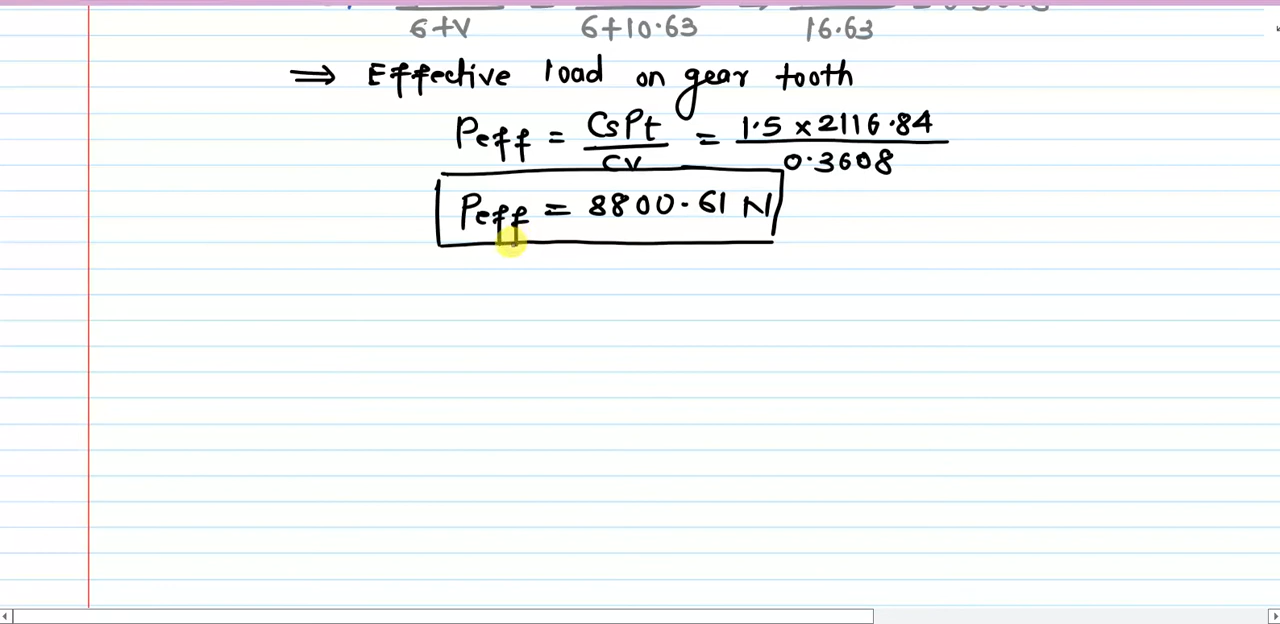 6+V 6+10.63 16.63
⇒ Effective load on gear tooth
Peff = CsPt/CV = 1.5 × 2116.84/0.3608
Peff = 8800.61 N